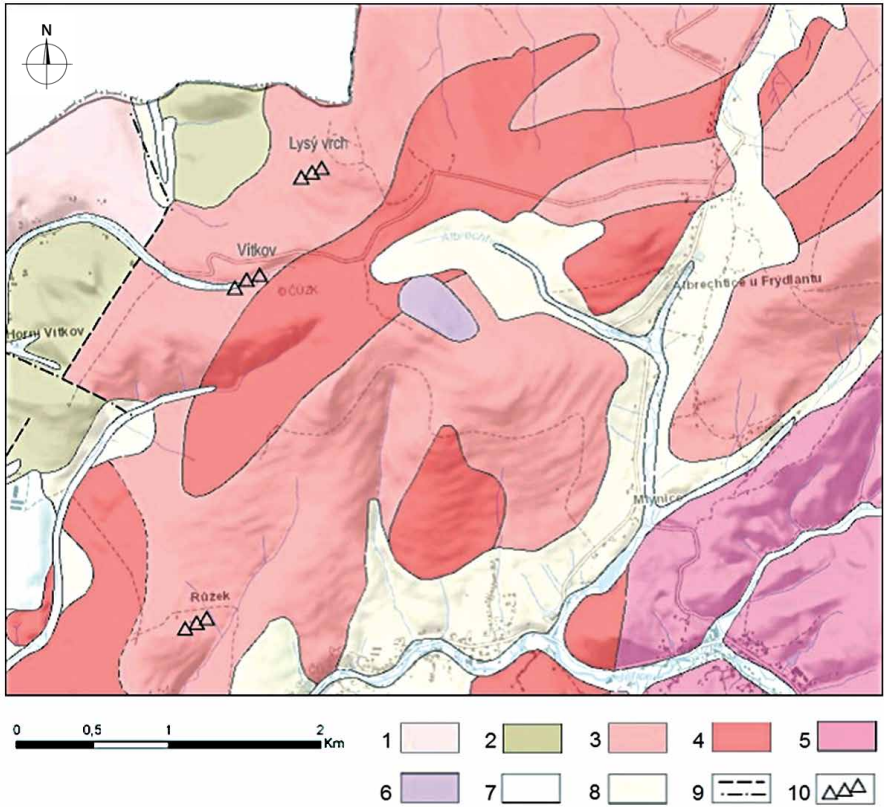 N
Lysý vrch
Vítkov
© ČÚZK
Albrechtice u Frýdlantu
Horní Vítkov
Mlýnice
Růžek
0 0,5 1 2 Km
1 2 3 4 5
6 7 8 9 10